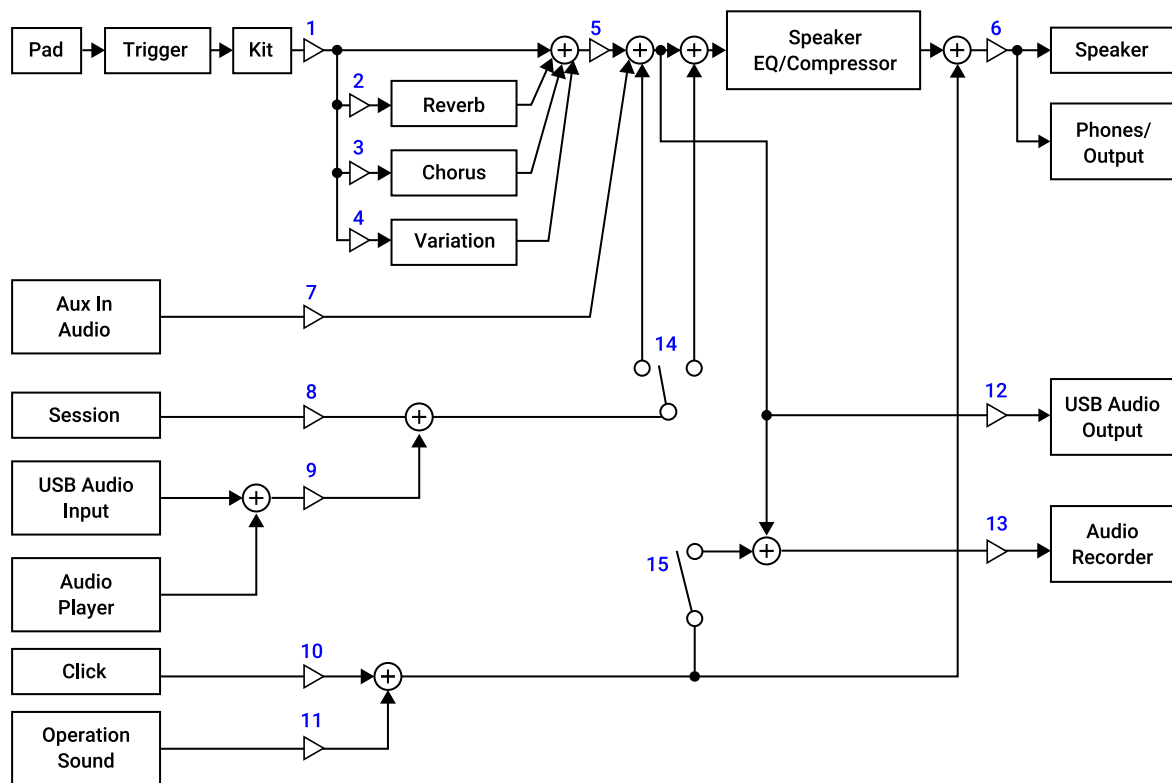 1
5
6
Pad
Trigger
Kit
Speaker
EQ/Compressor
Speaker
2
Reverb
Phones/
Output
3
Chorus
4
Variation
7
Aux In
Audio
14
8
Session
12
USB Audio
Output
9
USB Audio
Input
13
Audio
Recorder
15
Audio
Player
10
Click
11
Operation
Sound